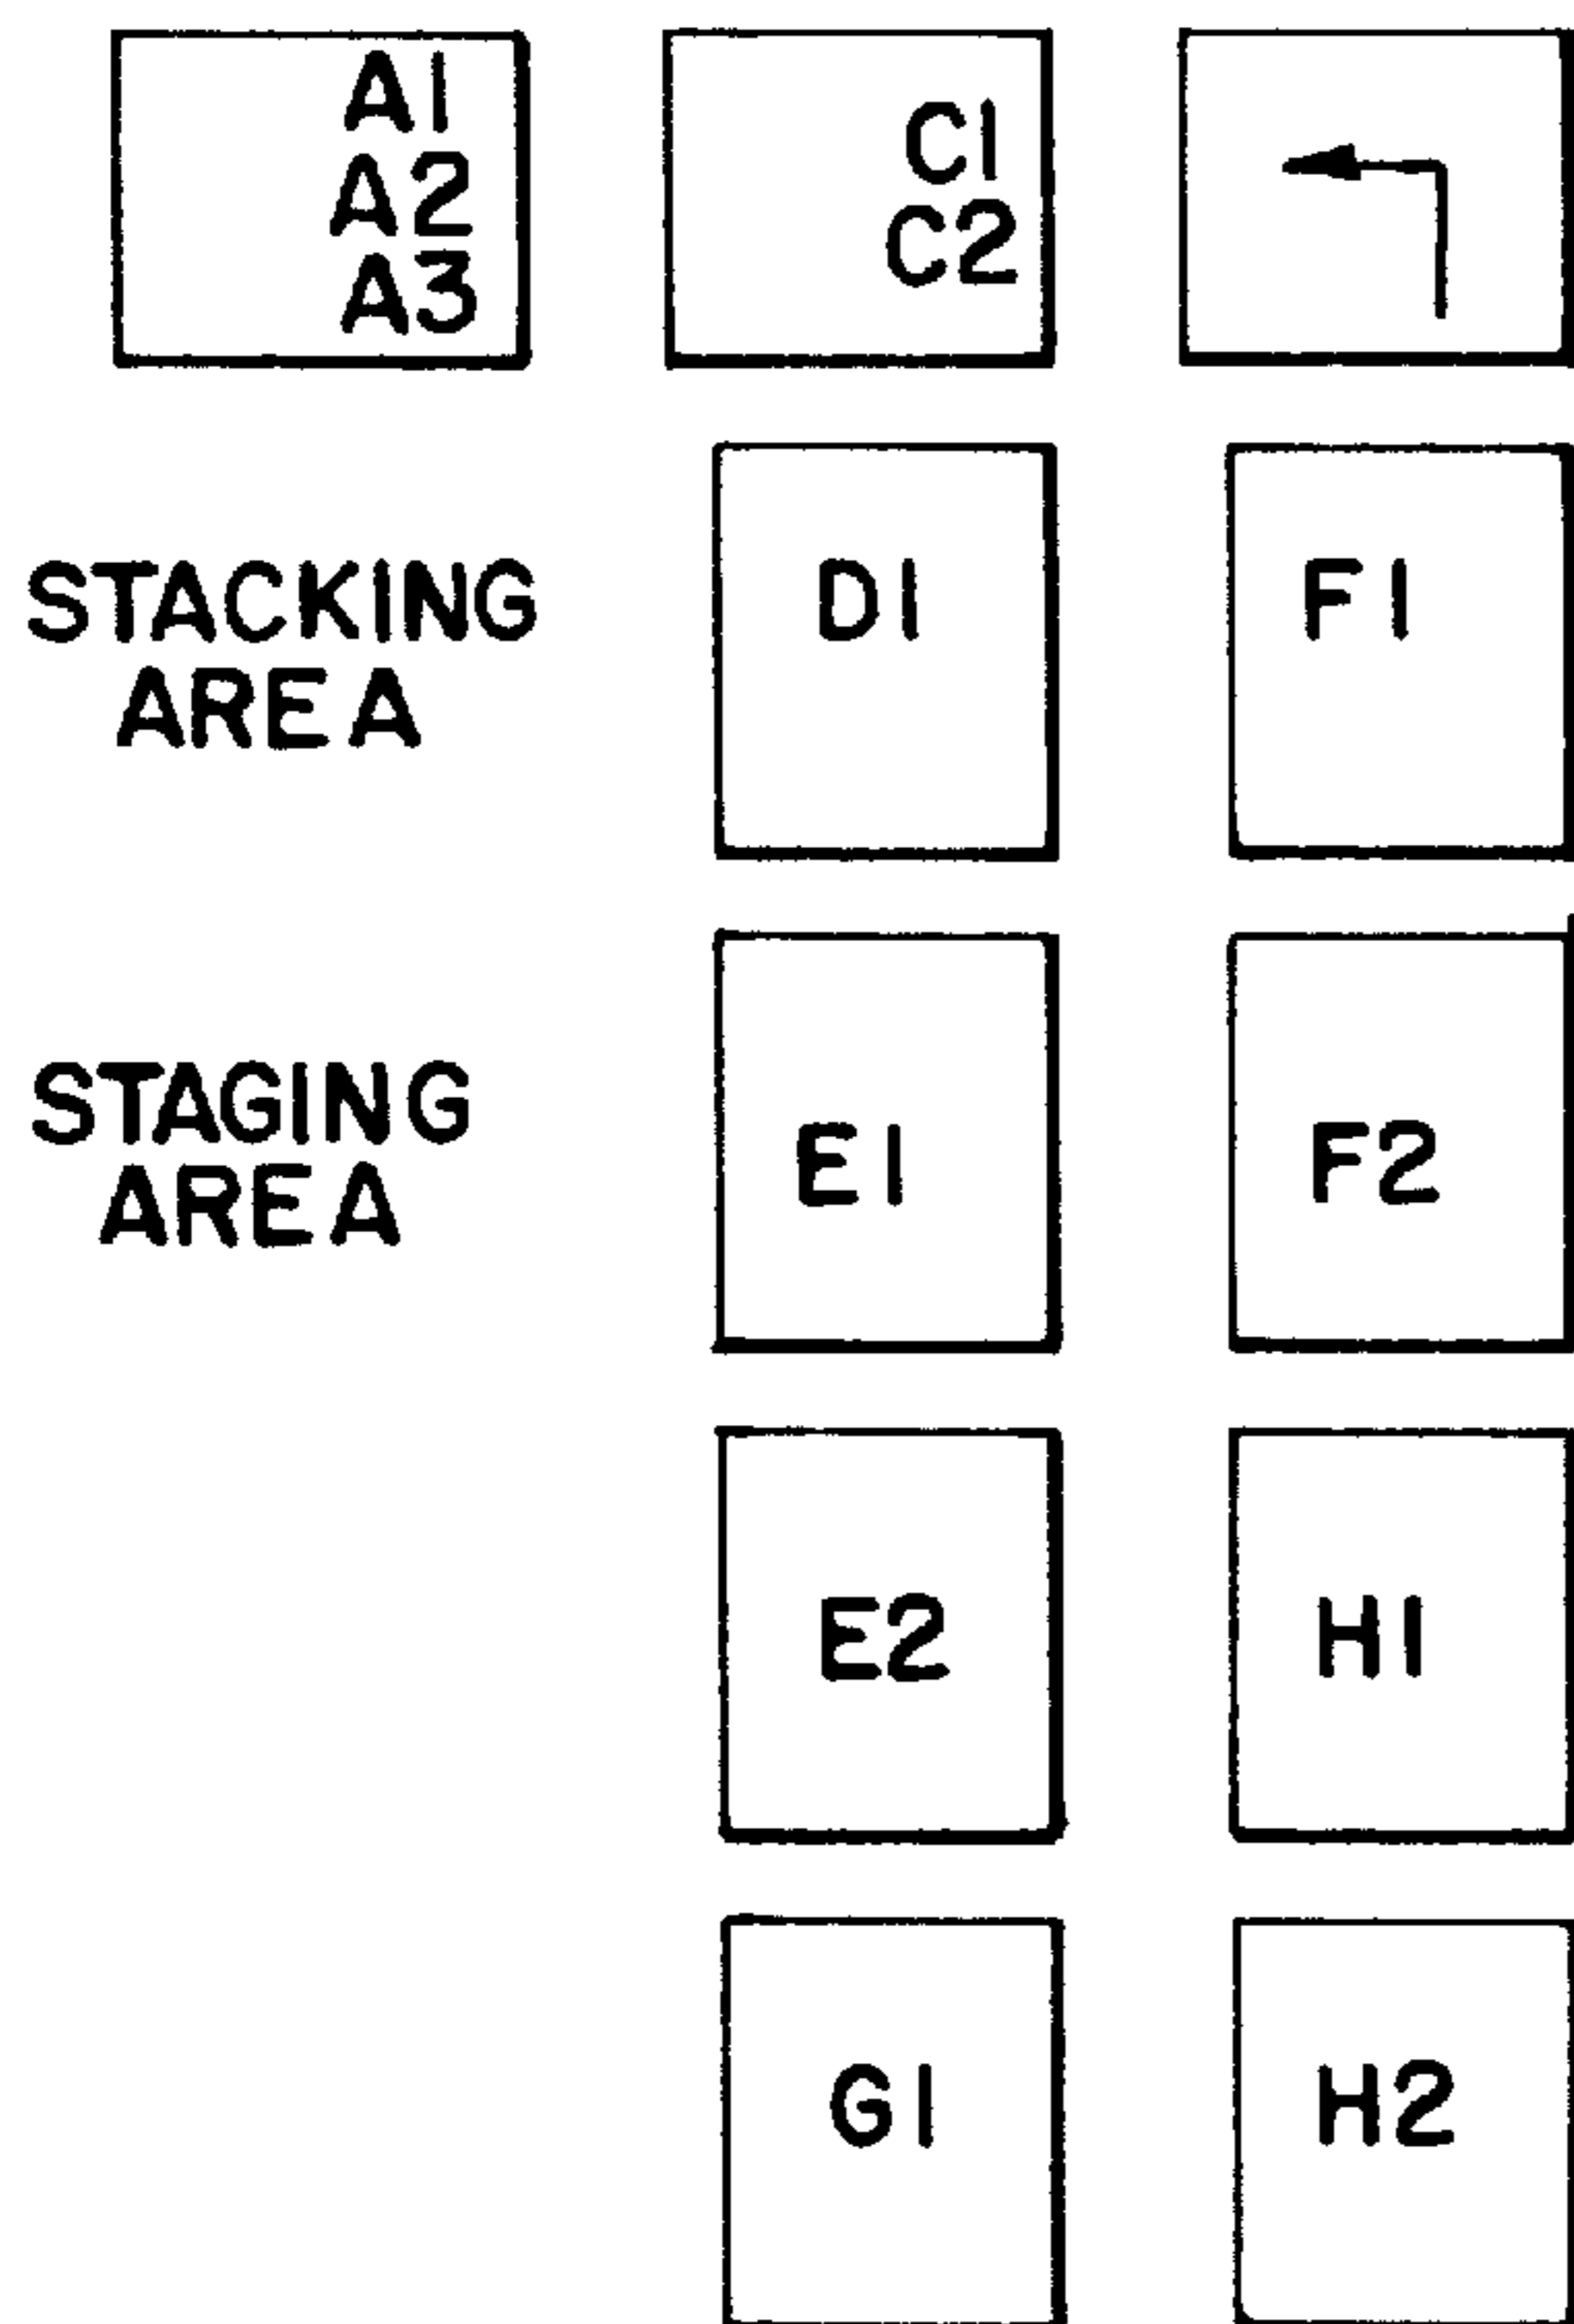 A1
A2
A3
C1
C2
STACKING
AREA
D1
F1
STAGING
AREA
E1
F2
E2
H1
G1
H2